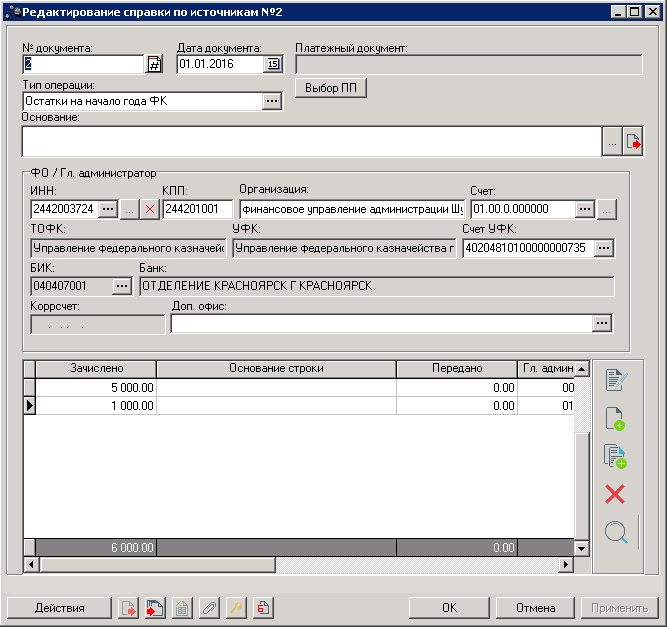 Редактирование справки по источникам №2
№ документа: Дата документа: Платежный документ:
2 # 01.01.2016 15
Тип операции: Выбор ПП
Остатки на начало года ФК ...
Основание:
...
ФО / Гл. администратор
ИНН: КПП: Организация: Счет:
2442003724 ... ... 244201001 финансовое управление администрации Шу 01.00.0.000000 ... ...
ТОФК: УФК: Счет УФК:
Управление федерального казначейс Управление федерального казначейства г 40204810100000000735 ...
БИК: Банк:
040407001 ... ОТДЕЛЕНИЕ КРАСНОЯРСК Г КРАСНОЯРСК
Коррсчет: Доп. офис:
. . . . ...
Зачислено Основание строки Передано Гл. админ
5 000.00 0.00 00
1 000.00 0.00 01
6 000.00 0.00
Действия OK Отмена Применить